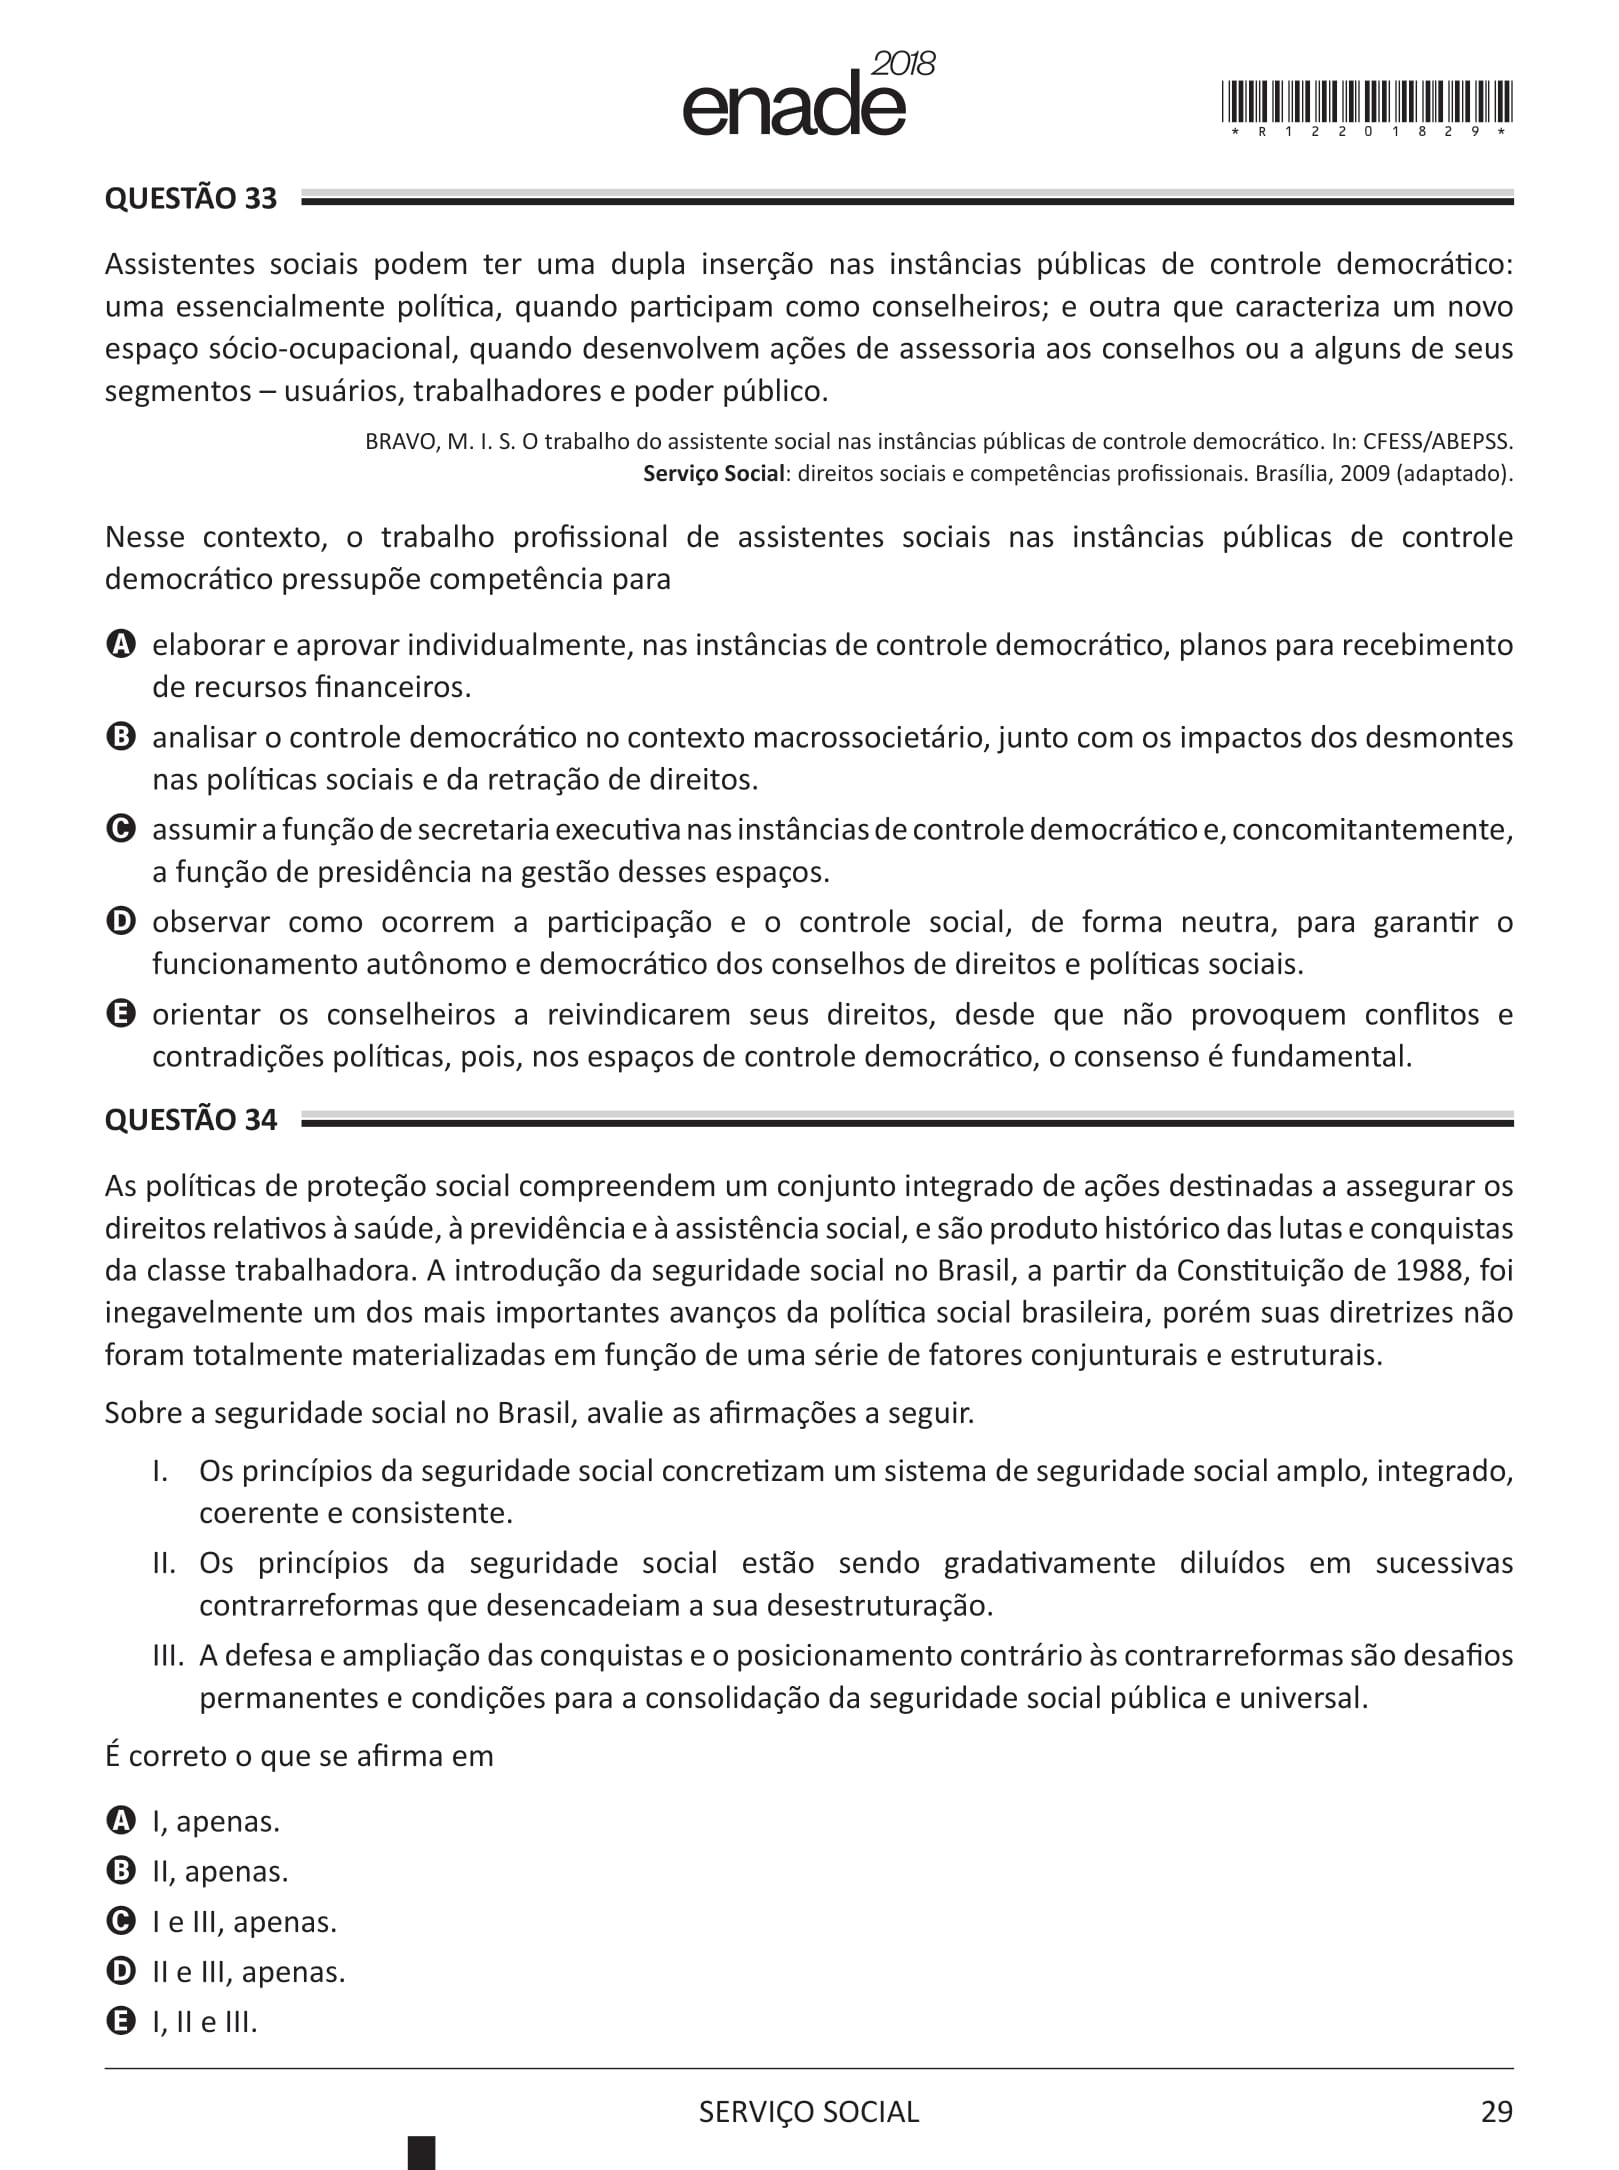 enade 2018
* R 1 2 2 0 1 8 2 9 *
QUESTÃO 33
Assistentes sociais podem ter uma dupla inserção nas instâncias públicas de controle democrático:
uma essencialmente política, quando participam como conselheiros; e outra que caracteriza um novo
espaço sócio-ocupacional, quando desenvolvem ações de assessoria aos conselhos ou a alguns de seus
segmentos – usuários, trabalhadores e poder público.
BRAVO, M. I. S. O trabalho do assistente social nas instâncias públicas de controle democrático. In: CFESS/ABEPSS.
Serviço Social: direitos sociais e competências profissionais. Brasília, 2009 (adaptado).
Nesse contexto, o trabalho profissional de assistentes sociais nas instâncias públicas de controle
democrático pressupõe competência para
A elaborar e aprovar individualmente, nas instâncias de controle democrático, planos para recebimento
de recursos financeiros.
B analisar o controle democrático no contexto macrossocietário, junto com os impactos dos desmontes
nas políticas sociais e da retração de direitos.
C assumir a função de secretaria executiva nas instâncias de controle democrático e, concomitantemente,
a função de presidência na gestão desses espaços.
D observar como ocorrem a participação e o controle social, de forma neutra, para garantir o
funcionamento autônomo e democrático dos conselhos de direitos e políticas sociais.
E orientar os conselheiros a reivindicarem seus direitos, desde que não provoquem conflitos e
contradições políticas, pois, nos espaços de controle democrático, o consenso é fundamental.
QUESTÃO 34
As políticas de proteção social compreendem um conjunto integrado de ações destinadas a assegurar os
direitos relativos à saúde, à previdência e à assistência social, e são produto histórico das lutas e conquistas
da classe trabalhadora. A introdução da seguridade social no Brasil, a partir da Constituição de 1988, foi
inegavelmente um dos mais importantes avanços da política social brasileira, porém suas diretrizes não
foram totalmente materializadas em função de uma série de fatores conjunturais e estruturais.
Sobre a seguridade social no Brasil, avalie as afirmações a seguir.
I. Os princípios da seguridade social concretizam um sistema de seguridade social amplo, integrado,
coerente e consistente.
II. Os princípios da seguridade social estão sendo gradativamente diluídos em sucessivas
contrarreformas que desencadeiam a sua desestruturação.
III. A defesa e ampliação das conquistas e o posicionamento contrário às contrarreformas são desafios
permanentes e condições para a consolidação da seguridade social pública e universal.
É correto o que se afirma em
A I, apenas.
B II, apenas.
C I e III, apenas.
D II e III, apenas.
E I, II e III.
SERVIÇO SOCIAL
29